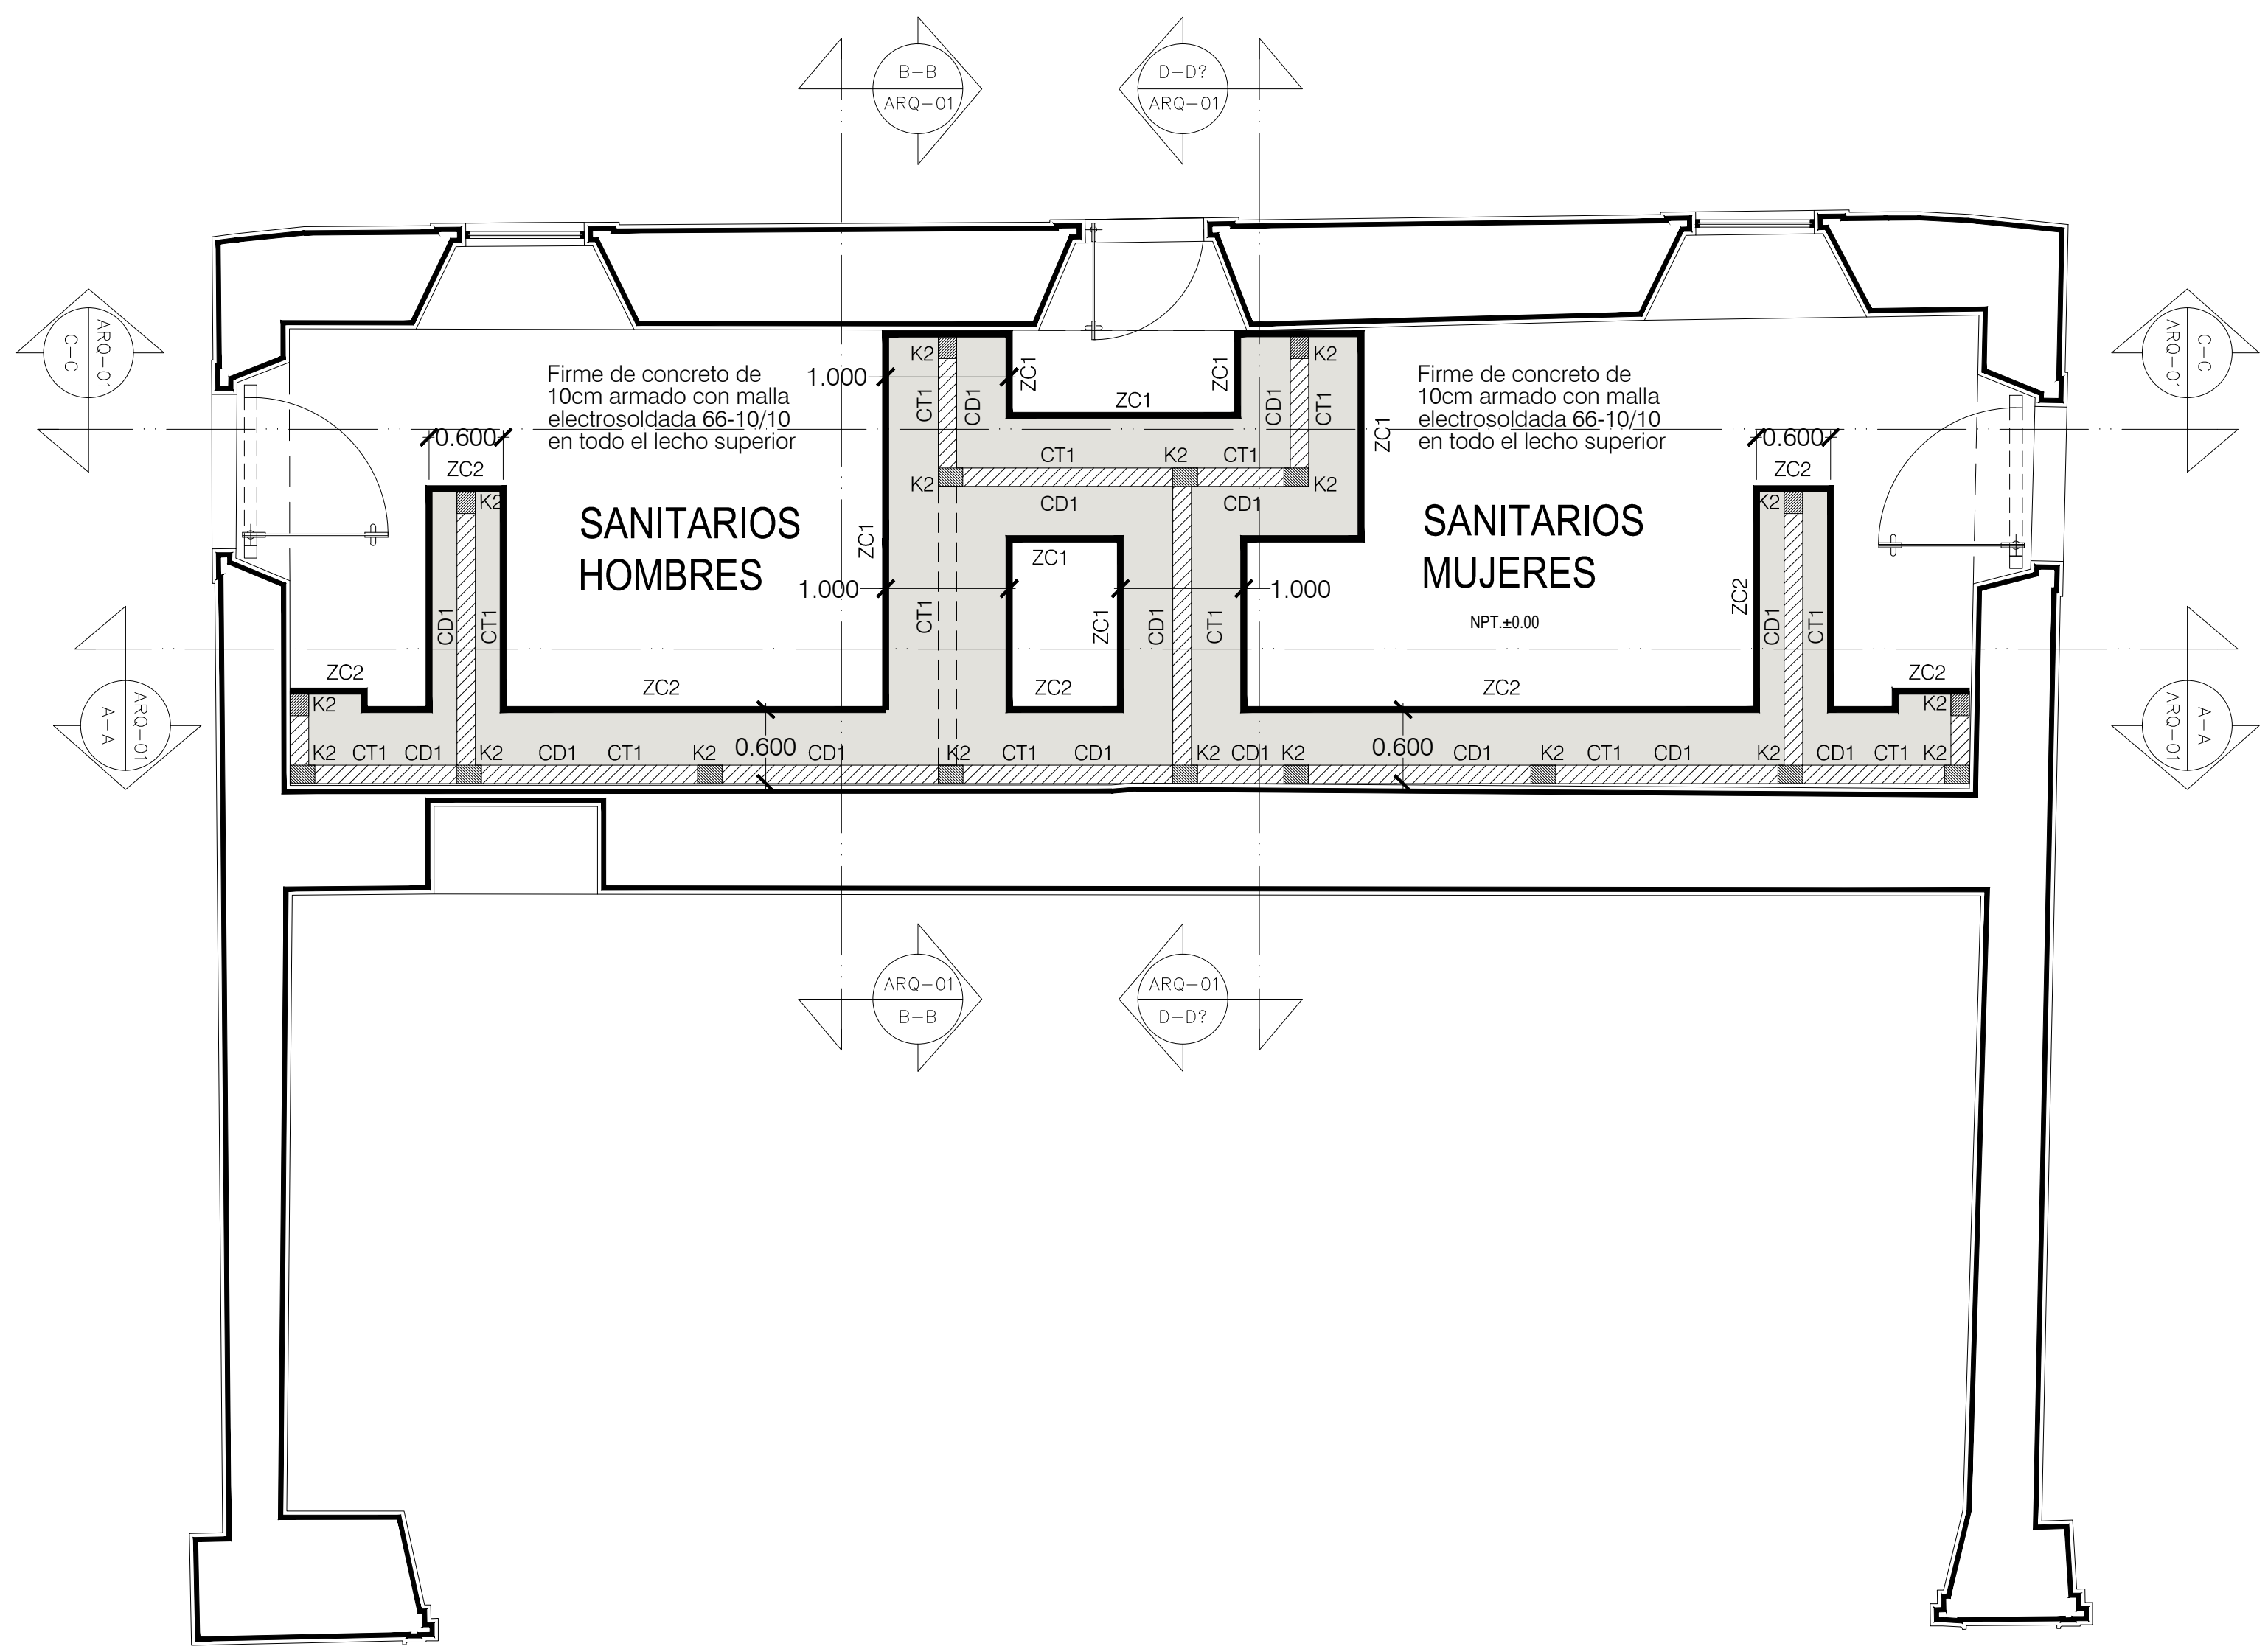 B-B
ARQ-01
D-D?
ARQ-01
ARQ-01
C-C
C-C
ARQ-01
Firme de concreto de
10cm armado con malla
electrosoldada 66-10/10
en todo el lecho superior
Firme de concreto de
10cm armado con malla
electrosoldada 66-10/10
en todo el lecho superior
K2
1.000
CT1
CD1
ZC1
ZC1
ZC1
CD1
K2
CT1
ZC1
0.600
ZC2
K2
CT1
K2
CT1
K2
K2
CD1
CD1
0.600
ZC2
K2
SANITARIOS
HOMBRES
SANITARIOS
MUJERES
NPT.±0.00
ZC1
ZC1
1.000
1.000
CD1
CT1
CT1
ZC1
CD1
CT1
ZC2
CD1
CT1
ZC2
ZC2
ZC2
ZC2
ZC2
K2
K2
K2
CT1
CD1
K2
CD1
CT1
K2
0.600
CD1
K2
CT1
CD1
K2
CD1
K2
0.600
CD1
K2
CT1
CD1
K2
CD1
CT1
K2
ARQ-01
A-A
A-A
ARQ-01
ARQ-01
B-B
ARQ-01
D-D?